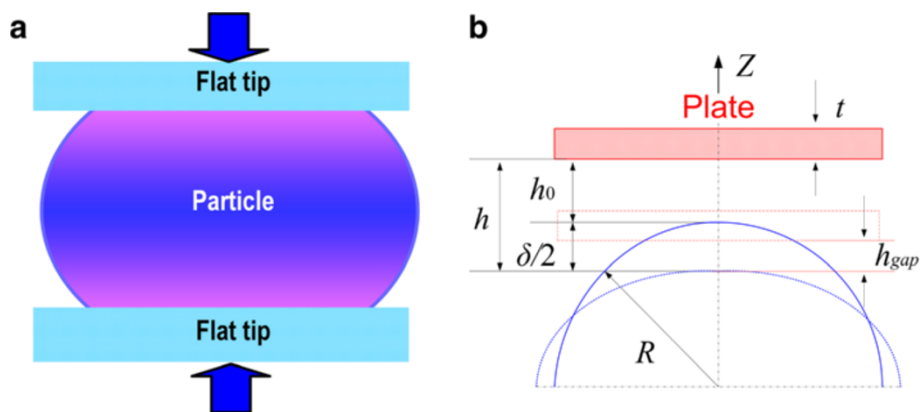 a
Flat tip
Particle
Flat tip
b
Z
Plate
t
h0
h
δ/2
hgap
R